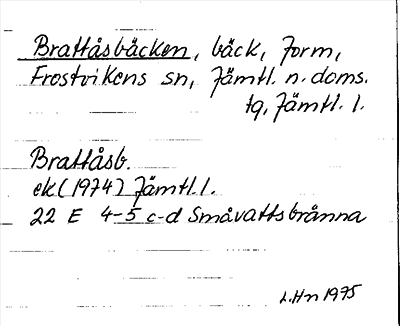 Brattåsbäcken, bäck, form,
Frostvikens sn, Jämtl. n. doms.
tg, Jämtl. l.
Brattåsb.
ek (1974) Jämtl. l.
22 E 4-5 c-d Småvattsbränna
L.Hn 1975